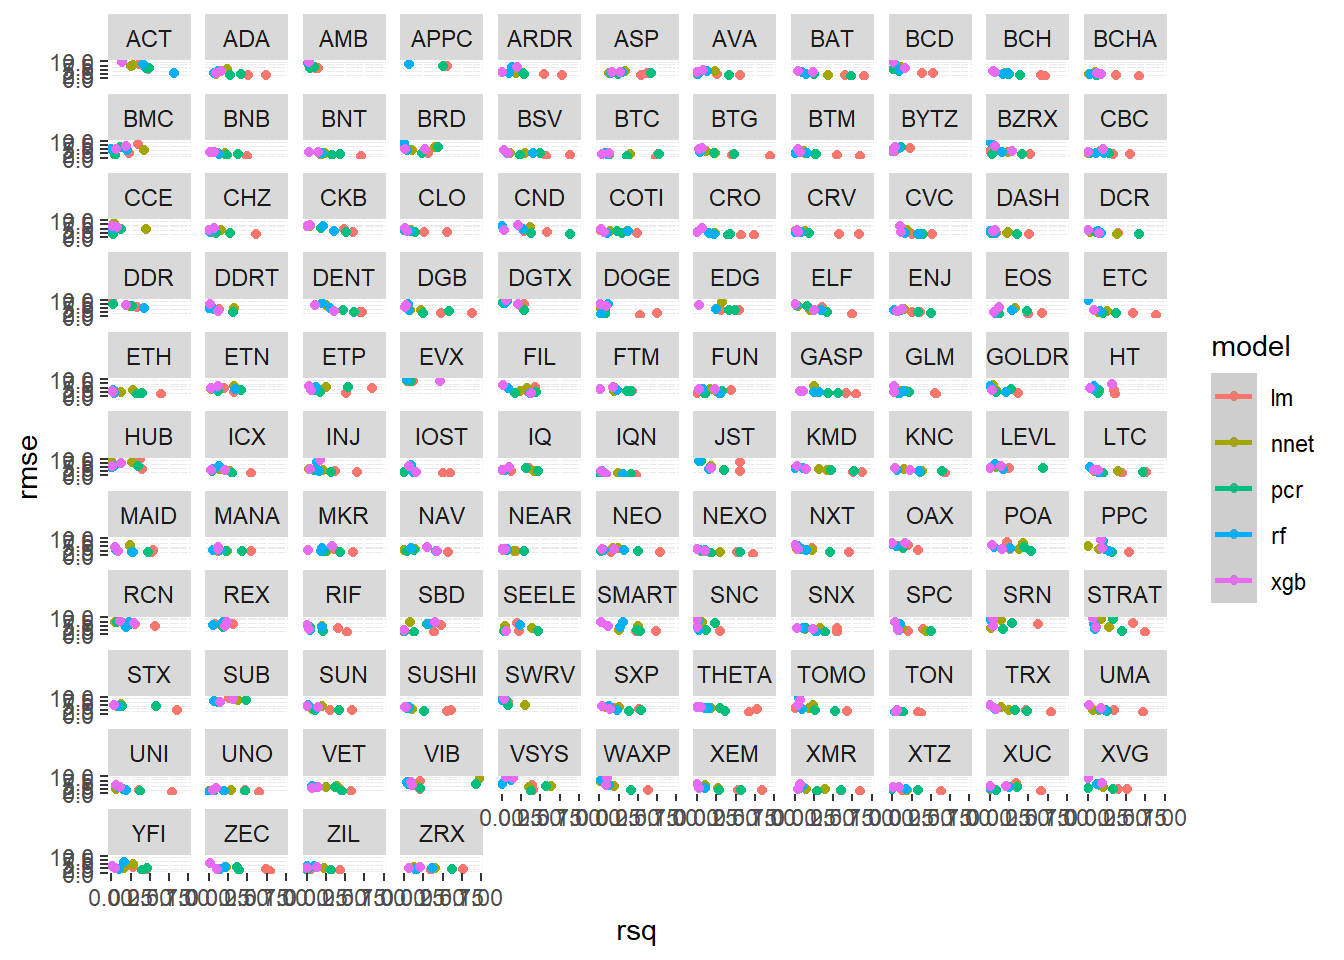 ACT ADA AMB APPC ARDR ASP AVA BAT BCD BCH BCHA
BMC BNB BNT BRD BSV BTC BTG BTM BYTZ BZRX CBC
CCE CHZ CKB CLO CND COTI CRO CRV CVC DASH DCR
DDR DDRT DENT DGB DGTX DOGE EDG ELF ENJ EOS ETC
ETH ETN ETP EVX FIL FTM FUN GASP GLM GOLDR HT
model
lm
nnet
pcr
rf
xgb
rmse
HUB ICX INJ IOST IQ IQN JST KMD KNC LEVL LTC
MAID MANA MKR NAV NEAR NEO NEXO NXT OAX POA PPC
RCN REX RIF SBD SEELE SMART SNC SNX SPC SRN STRAT
STX SUB SUN SUSHI SWRV SXP THETA TOMO TON TRX UMA
UNI UNO VET VIB VSYS WAXP XEM XMR XTZ XUC XVG
YFI ZEC ZIL ZRX
rsq